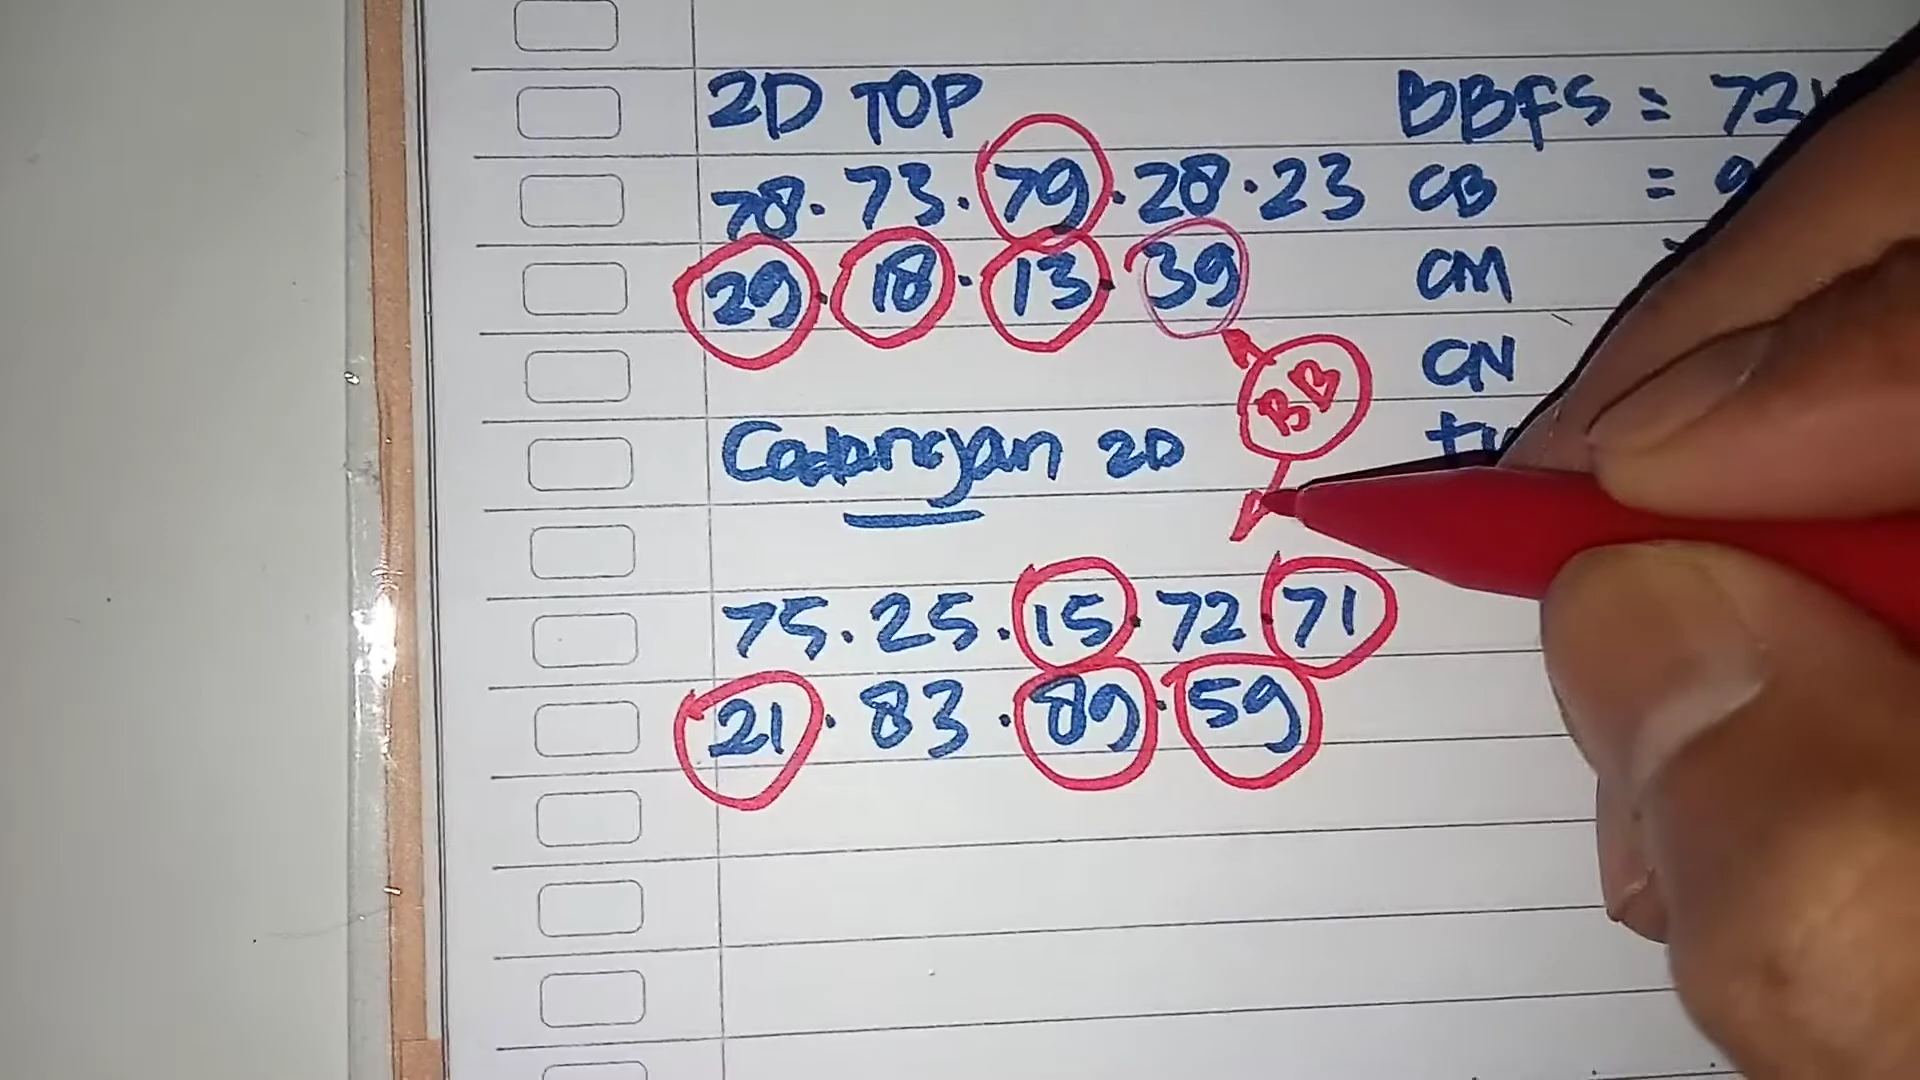 2D TOP
78. 73. 79. 28. 23
29. 18. 13. 39
BB
Cadangan 2D
75. 25. 15. 72. 71
21. 83. 89. 59
BBFS = 72
CB =
CM
CN